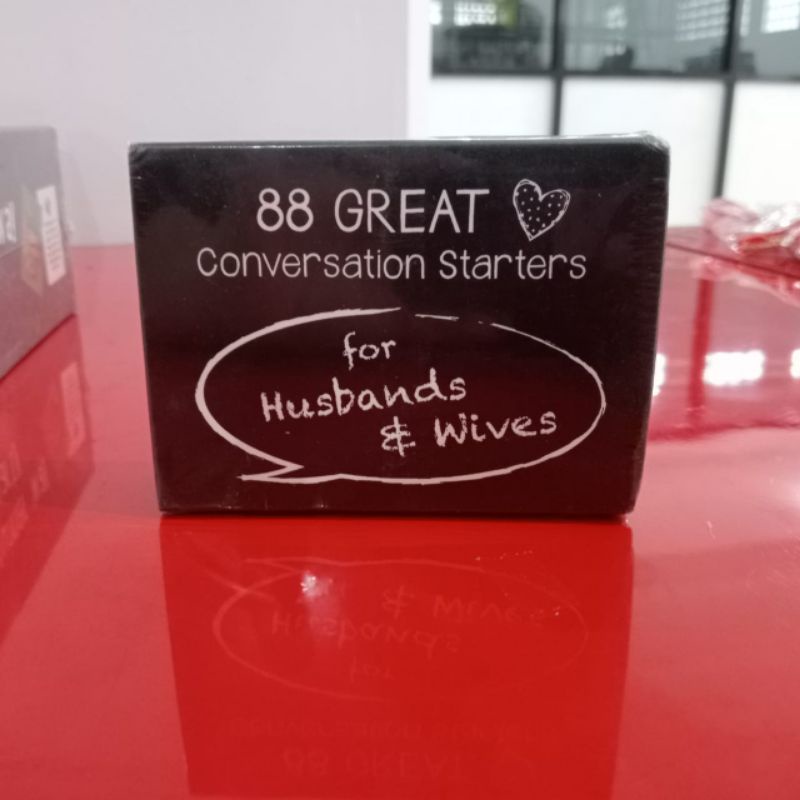 88 GREAT
Conversation Starters
for
Husbands
& Wives